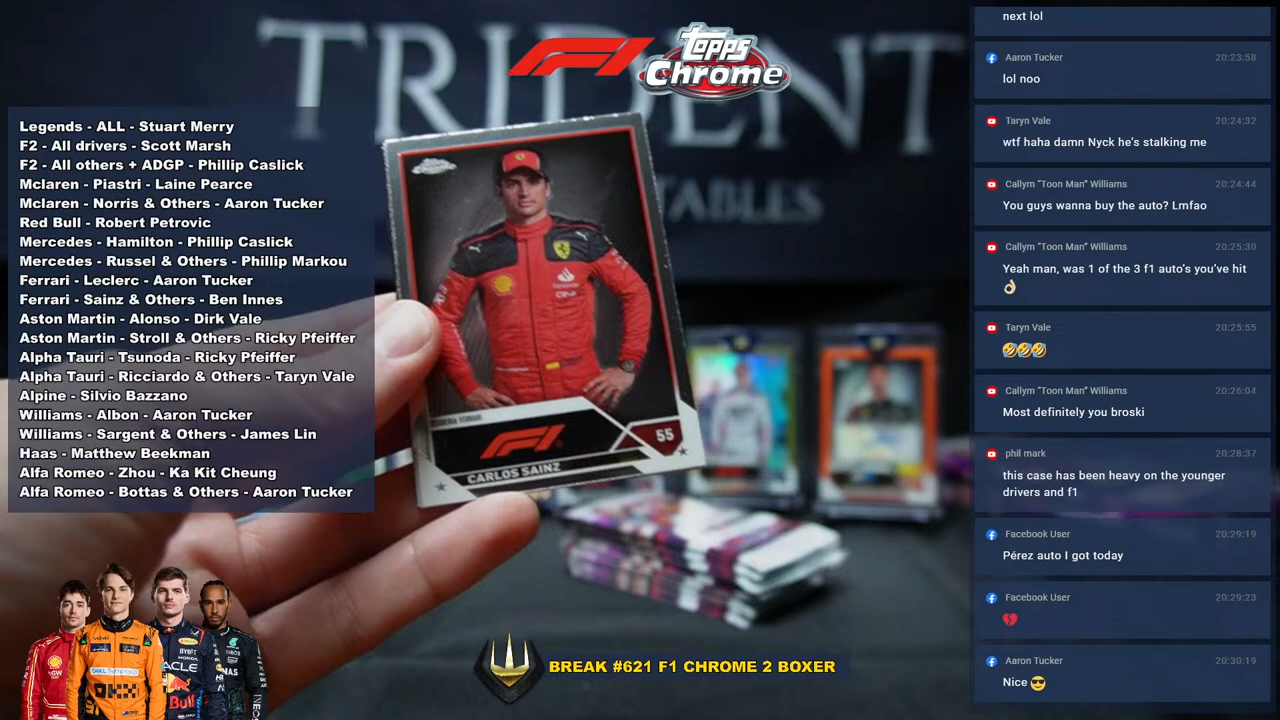 TRIDENT
TABLES
F1
Topps
Chrome
Legends - ALL - Stuart Merry
F2 - All drivers - Scott Marsh
F2 - All others + ADGP - Phillip Caslick
Mclaren - Piastri - Laine Pearce
Mclaren - Norris & Others - Aaron Tucker
Red Bull - Robert Petrovic
Mercedes - Hamilton - Phillip Caslick
Mercedes - Russel & Others - Phillip Markou
Ferrari - Leclerc - Aaron Tucker
Ferrari - Sainz & Others - Ben Innes
Aston Martin - Alonso - Dirk Vale
Aston Martin - Stroll & Others - Ricky Pfeiffer
Alpha Tauri - Tsunoda - Ricky Pfeiffer
Alpha Tauri - Ricciardo & Others - Taryn Vale
Alpine - Silvio Bazzano
Williams - Albon - Aaron Tucker
Williams - Sargent & Others - James Lin
Haas - Matthew Beekman
Alfa Romeo - Zhou - Ka Kit Cheung
Alfa Romeo - Bottas & Others - Aaron Tucker
Chrome
Santander
SCUDERIA FERRARI
F1
55
CARLOS SAINZ
BYBIT
ORACLE
Red Bull
BREAK #621 F1 CHROME 2 BOXER
next lol
Aaron Tucker 20:23:58
lol noo
Taryn Vale 20:24:32
wtf haha damn Nyck he's stalking me
Callym “Toon Man” Williams 20:24:44
You guys wanna buy the auto? Lmfao
Callym “Toon Man” Williams 20:25:30
Yeah man, was 1 of the 3 f1 auto's you've hit
👌🏼
Taryn Vale 20:25:55
🤣🤣🤣
Callym “Toon Man” Williams 20:26:04
Most definitely you broski
phil mark 20:28:37
this case has been heavy on the younger
drivers and f1
Facebook User 20:29:19
Pérez auto I got today
Facebook User 20:29:23
💔
Aaron Tucker 20:30:19
Nice 😎